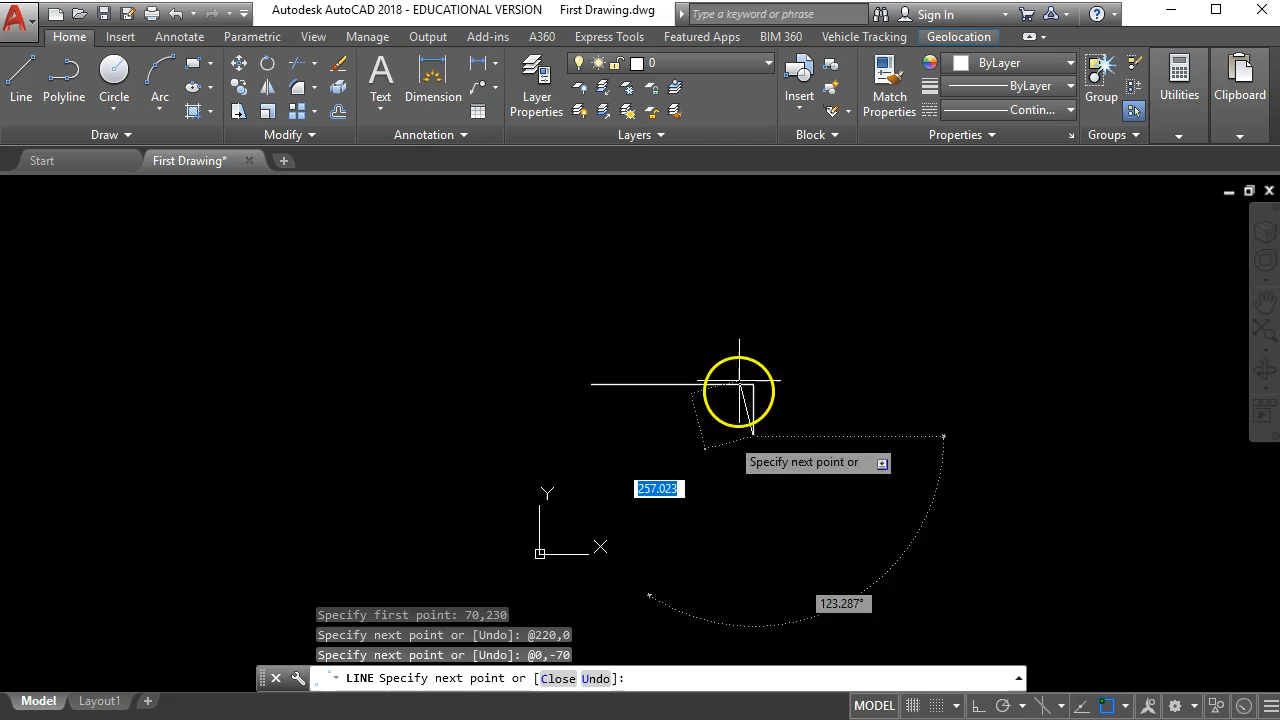 Autodesk AutoCAD 2018 - EDUCATIONAL VERSION First Drawing.dwg Type a keyword or phrase Sign In ?
Home Insert Annotate Parametric View Manage Output Add-ins A360 Express Tools Featured Apps BIM 360 Vehicle Tracking Geolocation
Line Polyline Circle Arc Text Dimension Layer Properties 0 Insert Match Properties ByLayer ByLayer Contin... Group Utilities Clipboard
Draw Modify Annotation Layers Block Properties Groups
Start First Drawing*
Specify next point or
257.023
Y
X
123.287°
Specify first point: 70,230
Specify next point or [Undo]: @220,0
Specify next point or [Undo]: @0,-70
LINE Specify next point or [Close Undo]:
Model Layout1 + MODEL